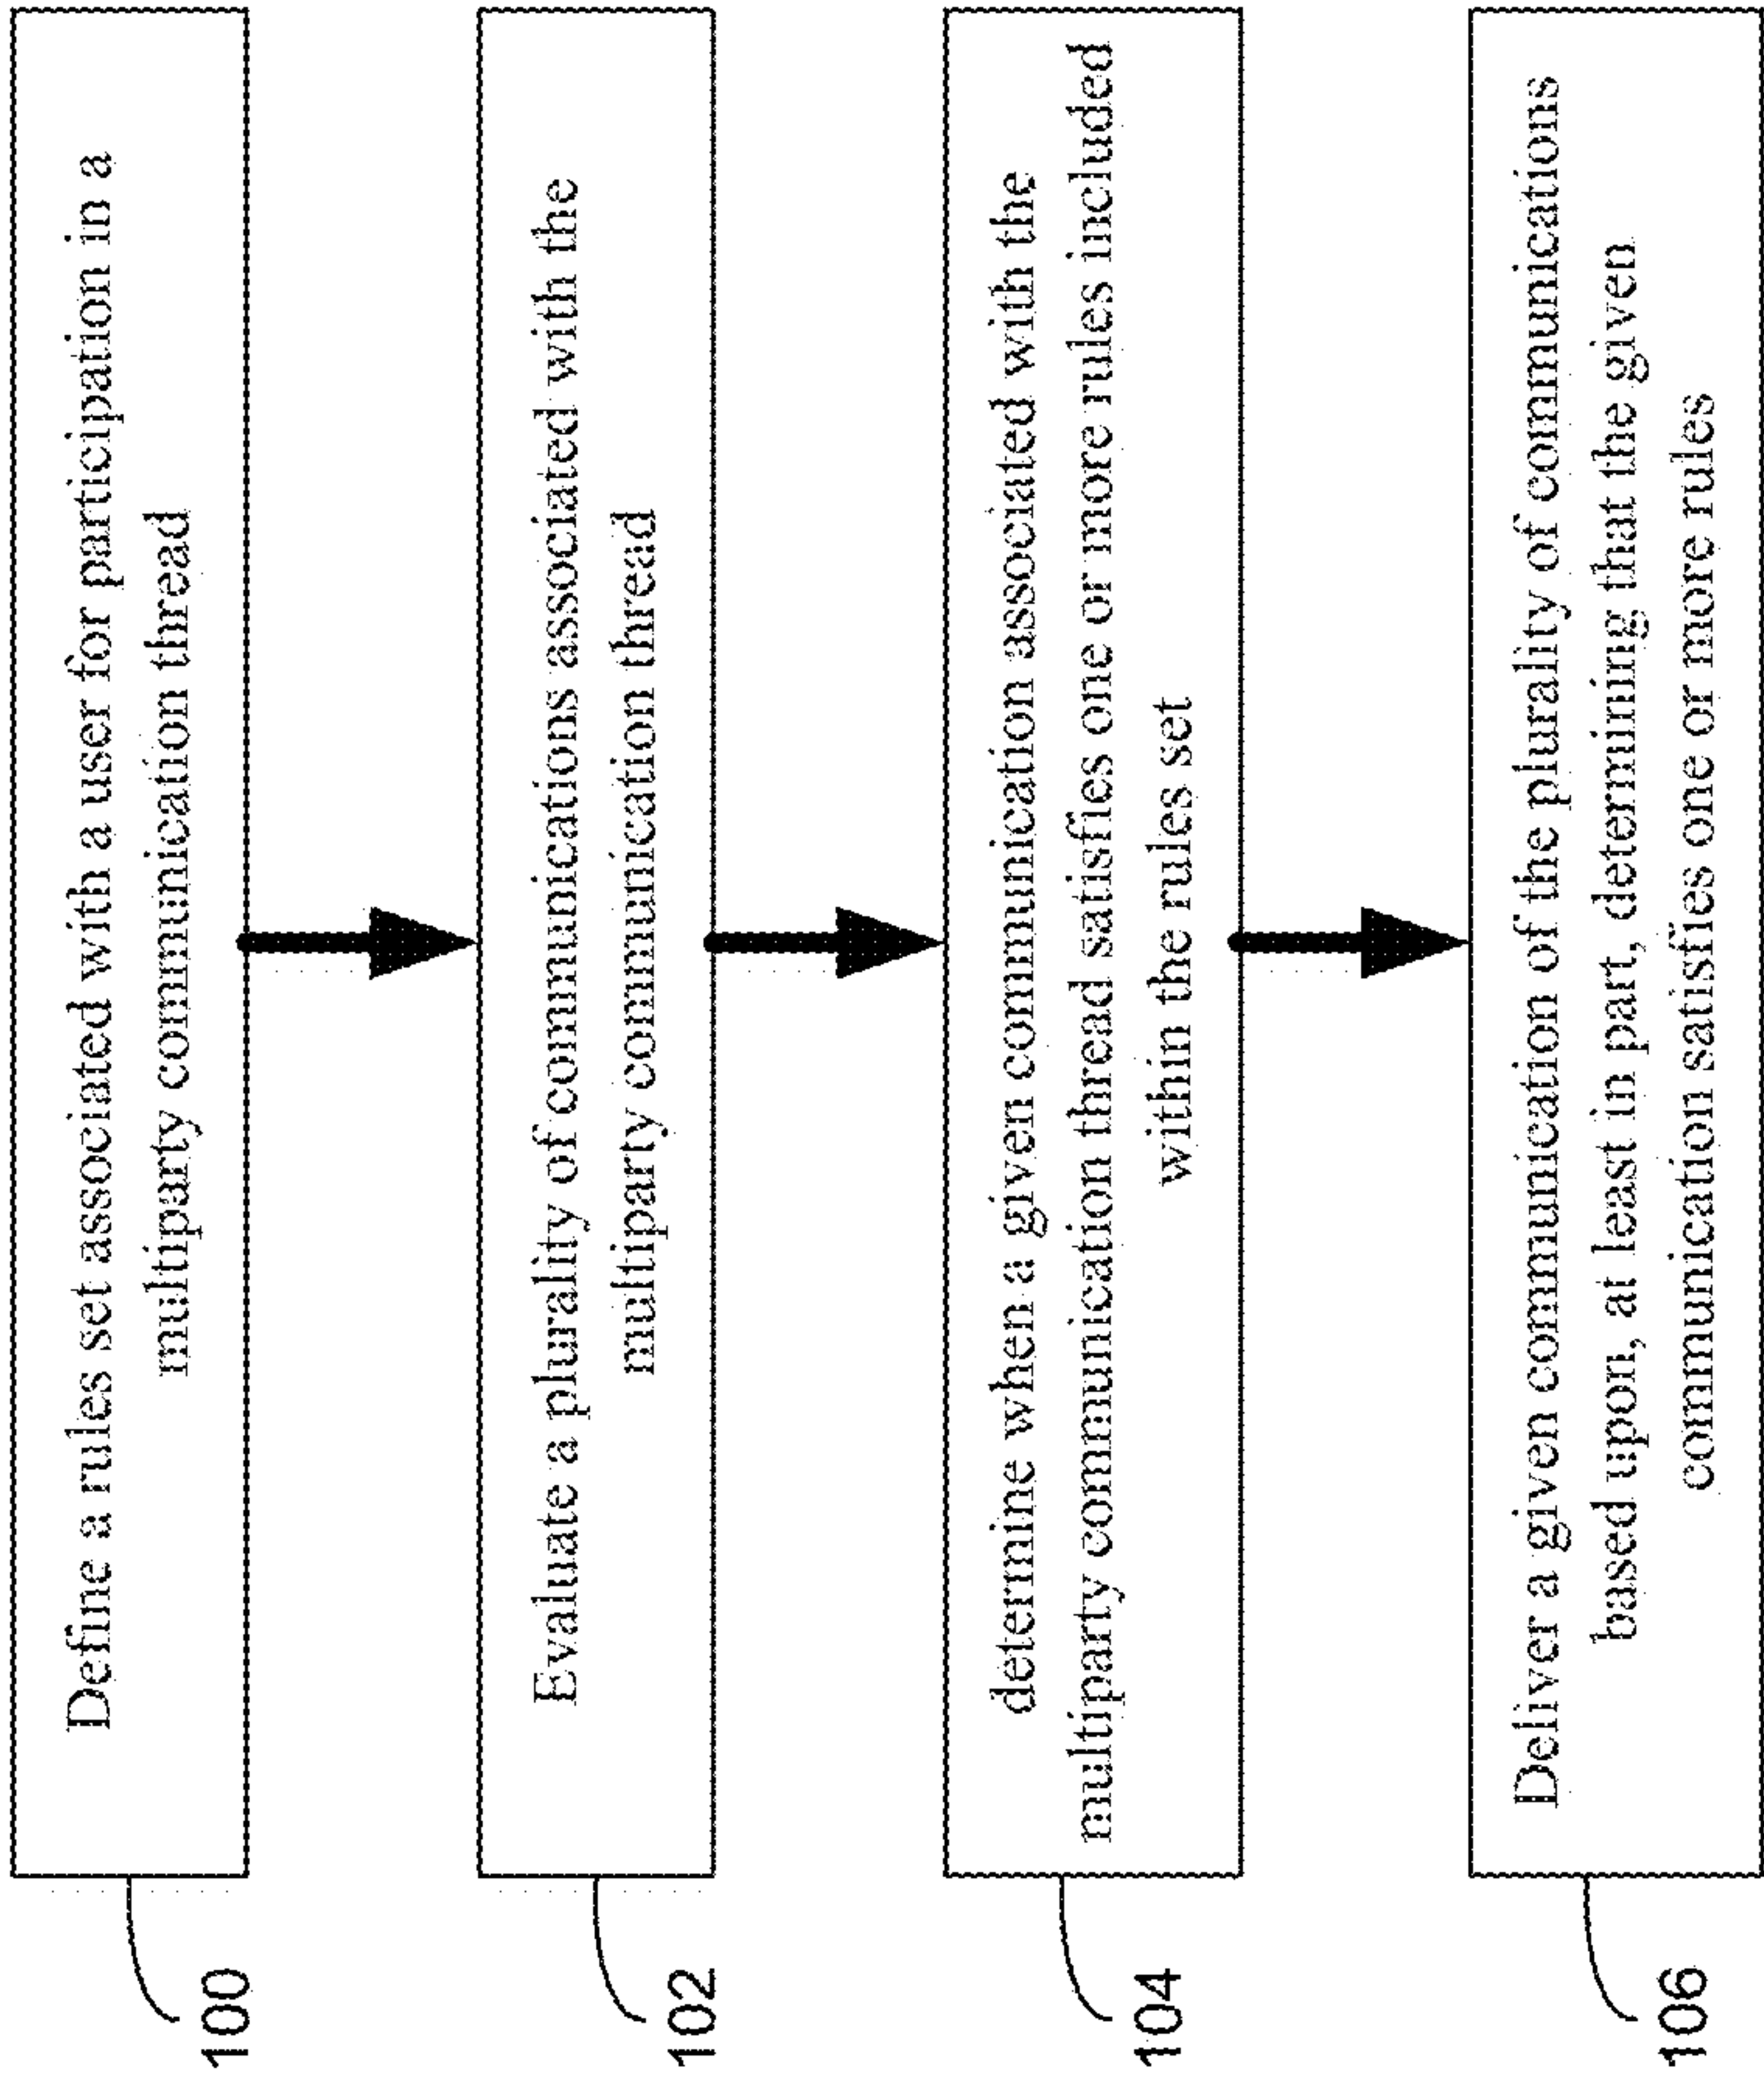 Define a rules set associated with a user for participation in a
multiparty communication thread
100
Evaluate a plurality of communications associated with the
multiparty communication thread
102
determine when a given communication associated with the
multiparty communication thread satisfies one or more rules included
within the rules set
104
Deliver a given communication of the plurality of communications
based upon, at least in part, determining that the given
communication satisfies one or more rules
106